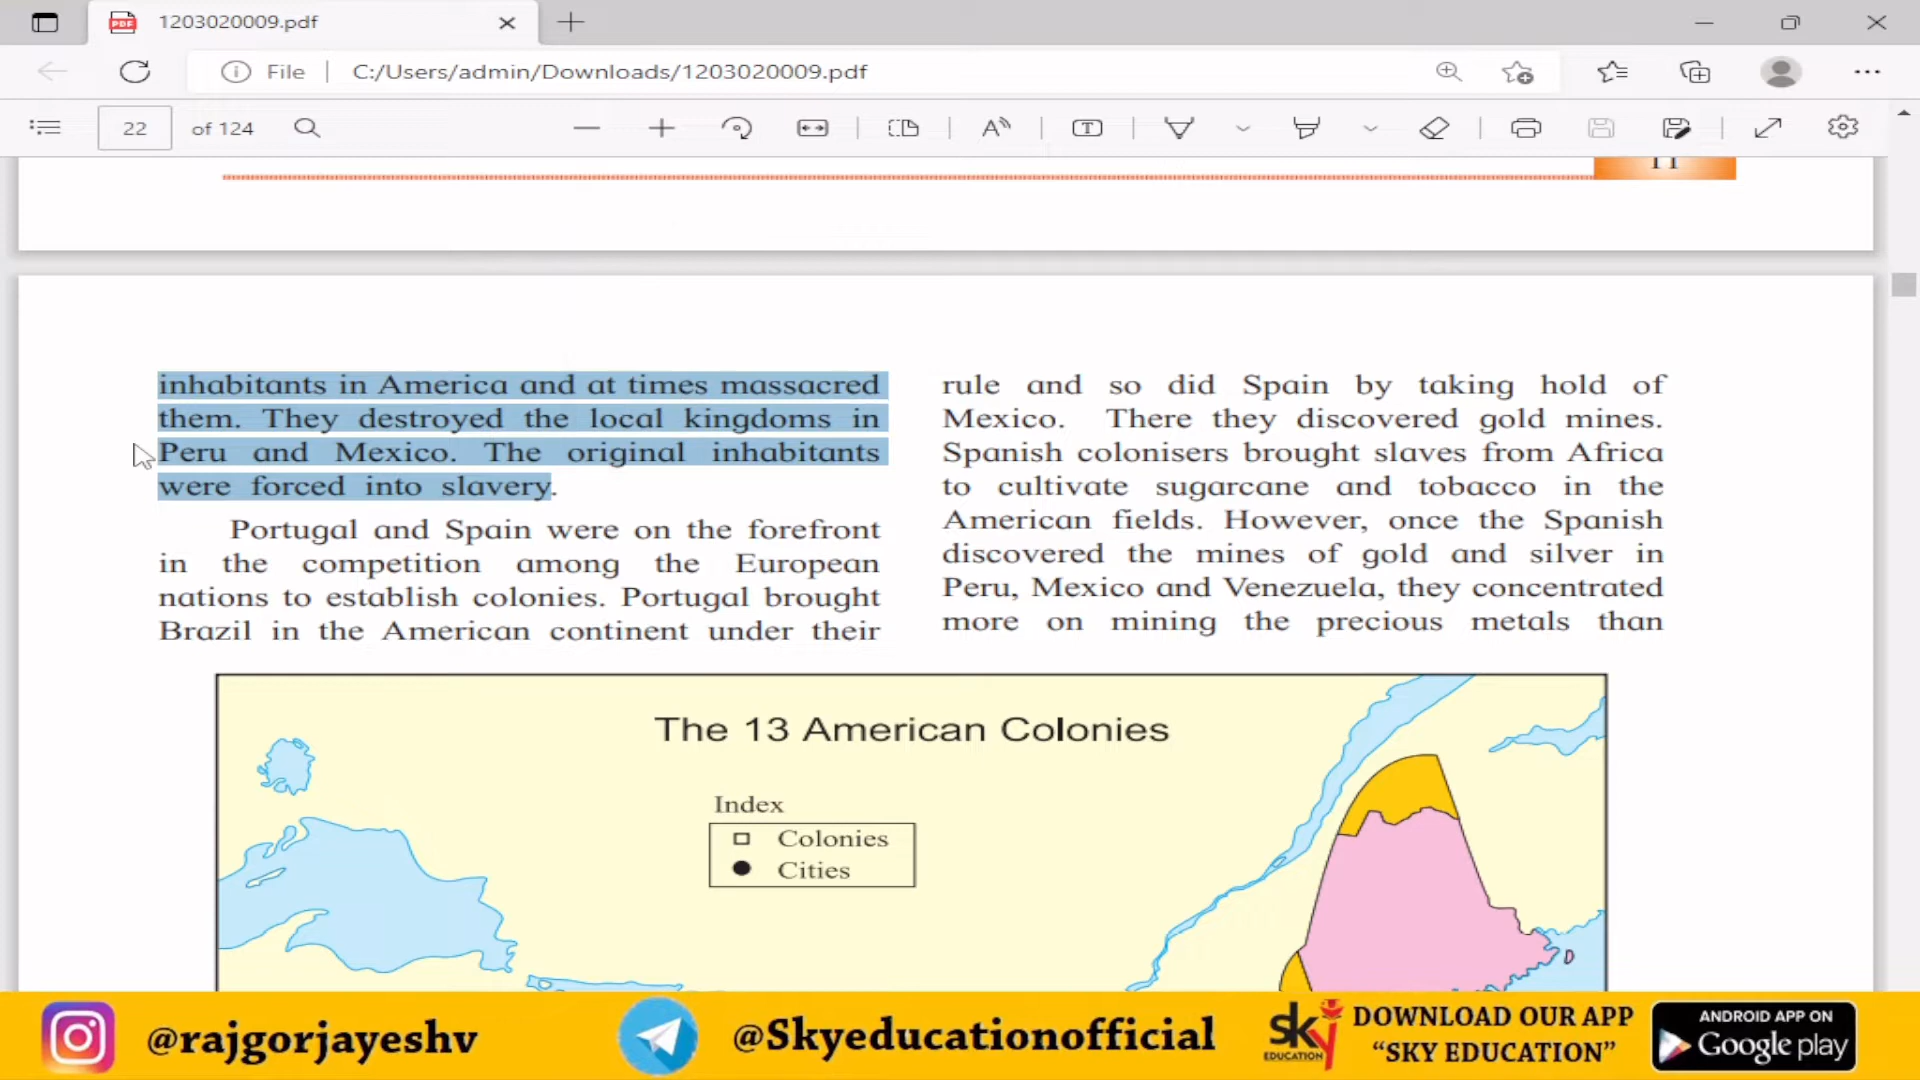 1203020009.pdf
File
C:/Users/admin/Downloads/1203020009.pdf
22 of 124
11
inhabitants in America and at times massacred
them. They destroyed the local kingdoms in
Peru and Mexico. The original inhabitants
were forced into slavery.
Portugal and Spain were on the forefront
in the competition among the European
nations to establish colonies. Portugal brought
Brazil in the American continent under their
rule and so did Spain by taking hold of
Mexico. There they discovered gold mines.
Spanish colonisers brought slaves from Africa
to cultivate sugarcane and tobacco in the
American fields. However, once the Spanish
discovered the mines of gold and silver in
Peru, Mexico and Venezuela, they concentrated
more on mining the precious metals than
The 13 American Colonies
Index
Colonies
Cities
@rajgorjayeshv
@Skyeducationofficial
sky
EDUCATION
DOWNLOAD OUR APP
“SKY EDUCATION”
ANDROID APP ON
Google play